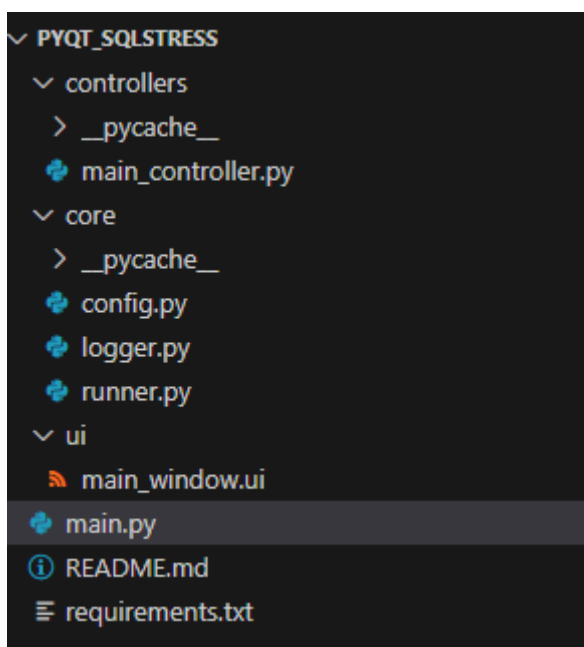 PYQT_SQLSTRESS
controllers
__pycache__
main_controller.py
core
__pycache__
config.py
logger.py
runner.py
ui
main_window.ui
main.py
README.md
requirements.txt